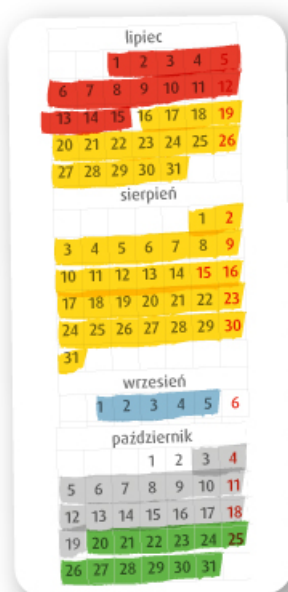 lipiec
1 2 3 4 5
6 7 8 9 10 11 12
13 14 15 16 17 18 19
20 21 22 23 24 25 26
27 28 29 30 31
sierpień
1 2
3 4 5 6 7 8 9
10 11 12 13 14 15 16
17 18 19 20 21 22 23
24 25 26 27 28 29 30
31
wrzesień
1 2 3 4 5 6
październik
1 2 3 4
5 6 7 8 9 10 11
12 13 14 15 16 17 18
19 20 21 22 23 24 25
26 27 28 29 30 31